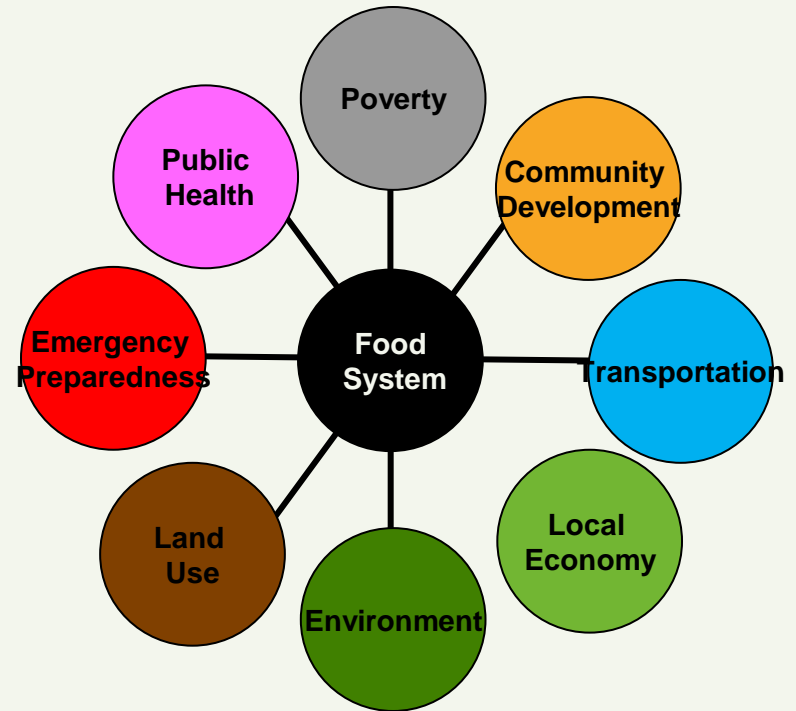 Poverty
Public
Health
Community
Development
Emergency
Preparedness
Food
System
Transportation
Land
Use
Local
Economy
Environment